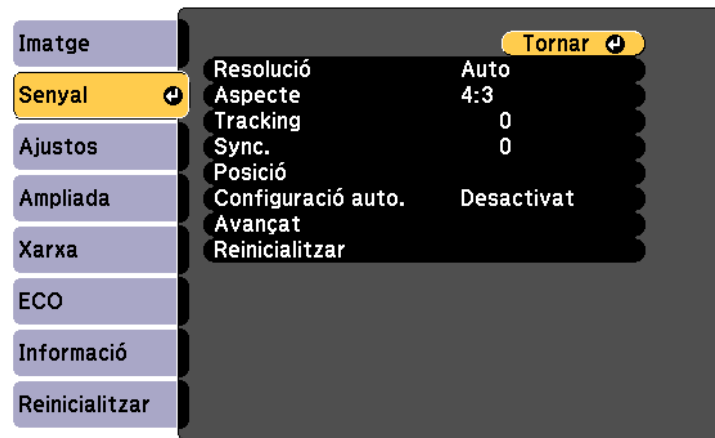 Imatge
Senyal
Ajustos
Ampliada
Xarxa
ECO
Informació
Reinicialitzar
Tornar
Resolució Auto
Aspecte 4:3
Tracking 0
Sync. 0
Posició
Configuració auto. Desactivat
Avançat
Reinicialitzar